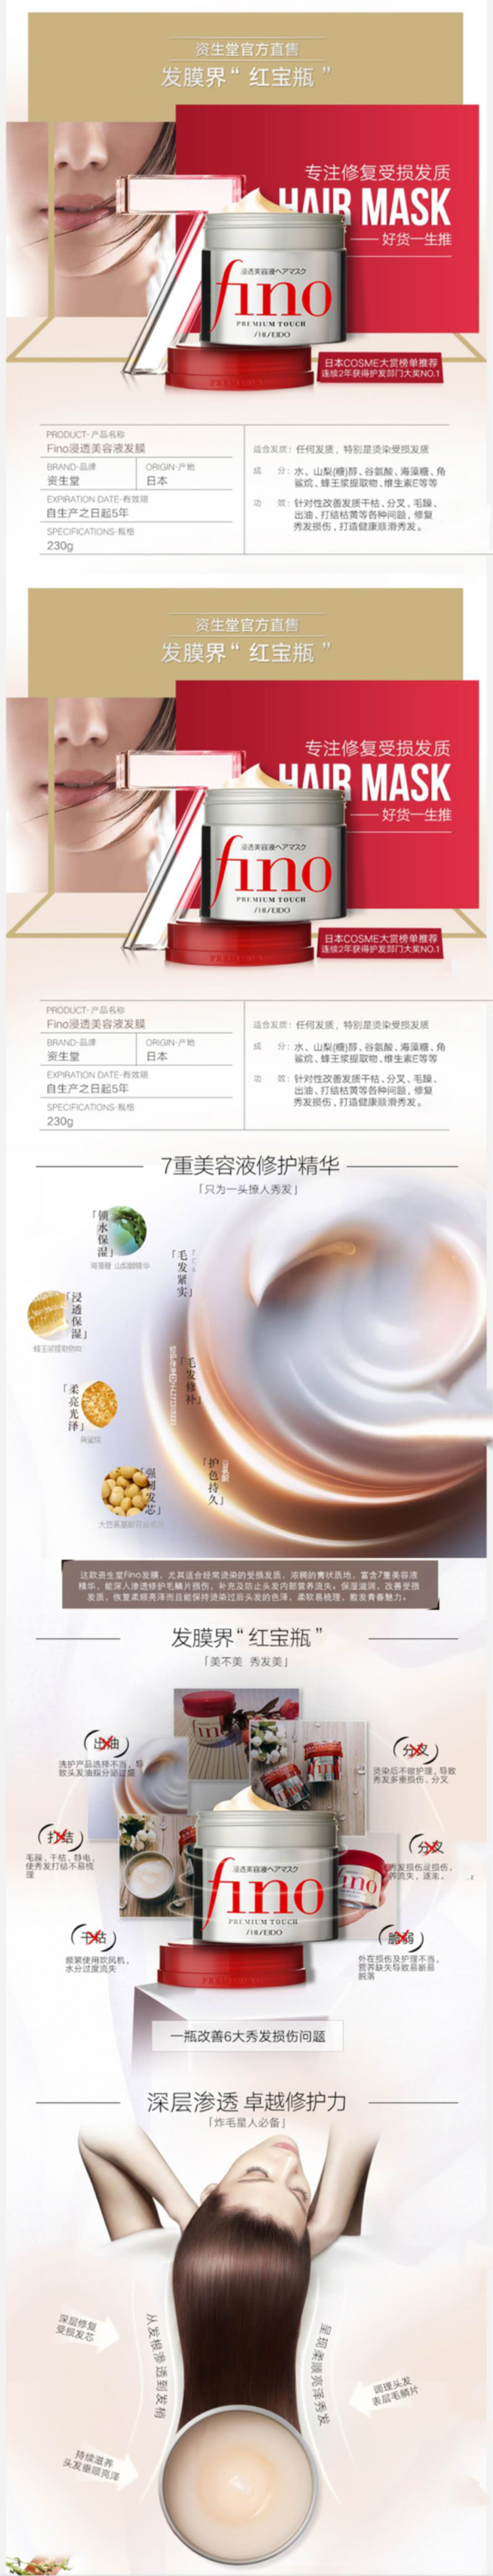 资生堂官方直售
发膜界“红宝瓶”
专注修复受损发质
HAIR MASK
好货一生推
浸透美容液ヘアマスク
fino
PREMIUM TOUCH
SHISEIDO
日本COSME大赏榜单推荐
连续2年获得护发部门大奖NO.1
PRODUCT-产品名称
Fino浸透美容液发膜
BRAND-品牌
资生堂
ORIGIN-产地
日本
EXPIRATION DATE-有效期
自生产之日起5年
SPECIFICATIONS-规格
230g
适合发质：任何发质，特别是烫染受损发质
成 分：水、山梨(糖)醇、谷氨酸、海藻糖、角
鲨烷、蜂王浆提取物、维生素E等等
功 效：针对性改善发质干枯、分叉、毛躁、
出油、打结枯黄等各种问题，修复
秀发损伤，打造健康顺滑秀发。
资生堂官方直售
发膜界“红宝瓶”
专注修复受损发质
HAIR MASK
好货一生推
浸透美容液ヘアマスク
fino
PREMIUM TOUCH
SHISEIDO
日本COSME大赏榜单推荐
连续2年获得护发部门大奖NO.1
PRODUCT-产品名称
Fino浸透美容液发膜
BRAND-品牌
资生堂
ORIGIN-产地
日本
EXPIRATION DATE-有效期
自生产之日起5年
SPECIFICATIONS-规格
230g
适合发质：任何发质，特别是烫染受损发质
成 分：水、山梨(糖)醇、谷氨酸、海藻糖、角
鲨烷、蜂王浆提取物、维生素E等等
功 效：针对性改善发质干枯、分叉、毛躁、
出油、打结枯黄等各种问题，修复
秀发损伤，打造健康顺滑秀发。
7重美容液修护精华
「只为一头撩人秀发」
「锁水保湿」
「毛发紧实」
「浸透保湿」
「毛发修补」
「柔亮光泽」
角鲨烷
「护色持久」
「强韧发芯」
这款资生堂Fino发膜，尤其适合经常烫染的受损发质，浓稠的膏状质地，富含7重美容液
精华，能深入渗透修护毛鳞片损伤，补充及防止头发内部营养流失。保湿滋润，改善受损
发质，恢复柔顺亮泽而且能保持烫染过后头发的色泽，柔软易梳理，散发青春魅力。
发膜界“红宝瓶”
「美不美 秀发美」
(出油)
洗护产品选择不当，导
致头发油脂分泌过盛
(分叉)
烫染后不做护理，导致
秀发多重损伤、分叉
(打结)
毛躁、干枯、静电，
使秀发打结不易梳
理
(分叉)
(干枯)
频繁使用吹风机，
水分过度流失
(脆弱)
外在损伤及护理不当，
营养缺失导致易断易
脱落
浸透美容液ヘアマスク
fino
PREMIUM TOUCH
SHISEIDO
一瓶改善6大秀发损伤问题
深层渗透 卓越修护力
「炸毛星人必备」
深层修复
受损发芯
从发根渗透到发梢
呈现柔顺亮泽秀发
调理头发
表层毛鳞片
持续滋养
头发垂顺亮泽